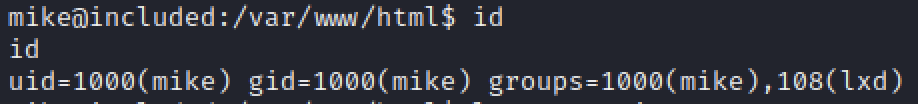 mike@included:/var/www/html$ id
id
uid=1000(mike) gid=1000(mike) groups=1000(mike),108(lxd)